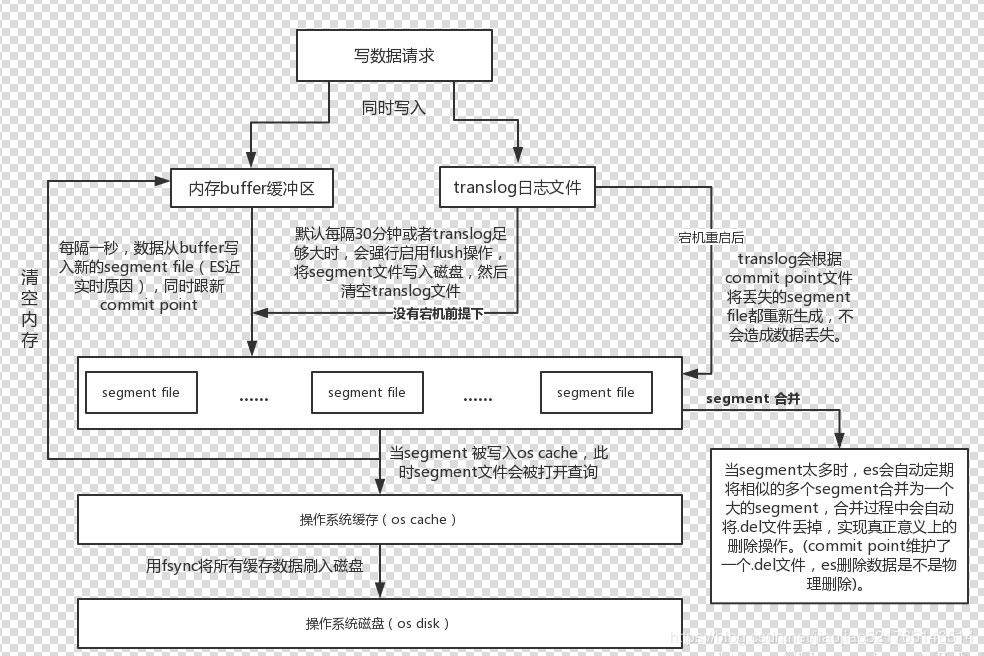 写数据请求
同时写入
内存buffer缓冲区
translog日志文件
每隔一秒，数据从buffer写
入新的segment file（ES近
实时原因），同时跟新
commit point
默认每隔30分钟或者translog足
够大时，会强行启用flush操作，
将segment文件写入磁盘，然后
清空translog文件
没有宕机前提下
宕机重启后
translog会根据
commit point文件
将丢失的segment
file都重新生成，不
会造成数据丢失。
清空内存
segment file
......
segment file
......
segment file
segment 合并
当segment 被写入os cache，此
时segment文件会被打开查询
操作系统缓存（os cache）
用fsync将所有缓存数据刷入磁盘
操作系统磁盘（os disk）
当segment太多时，es会自动定期
将相似的多个segment合并为一个
大的segment，合并过程中会自动
将.del文件丢掉，实现真正意义上的
删除操作。(commit point维护了
一个.del文件，es删除数据是不是物
理删除)。